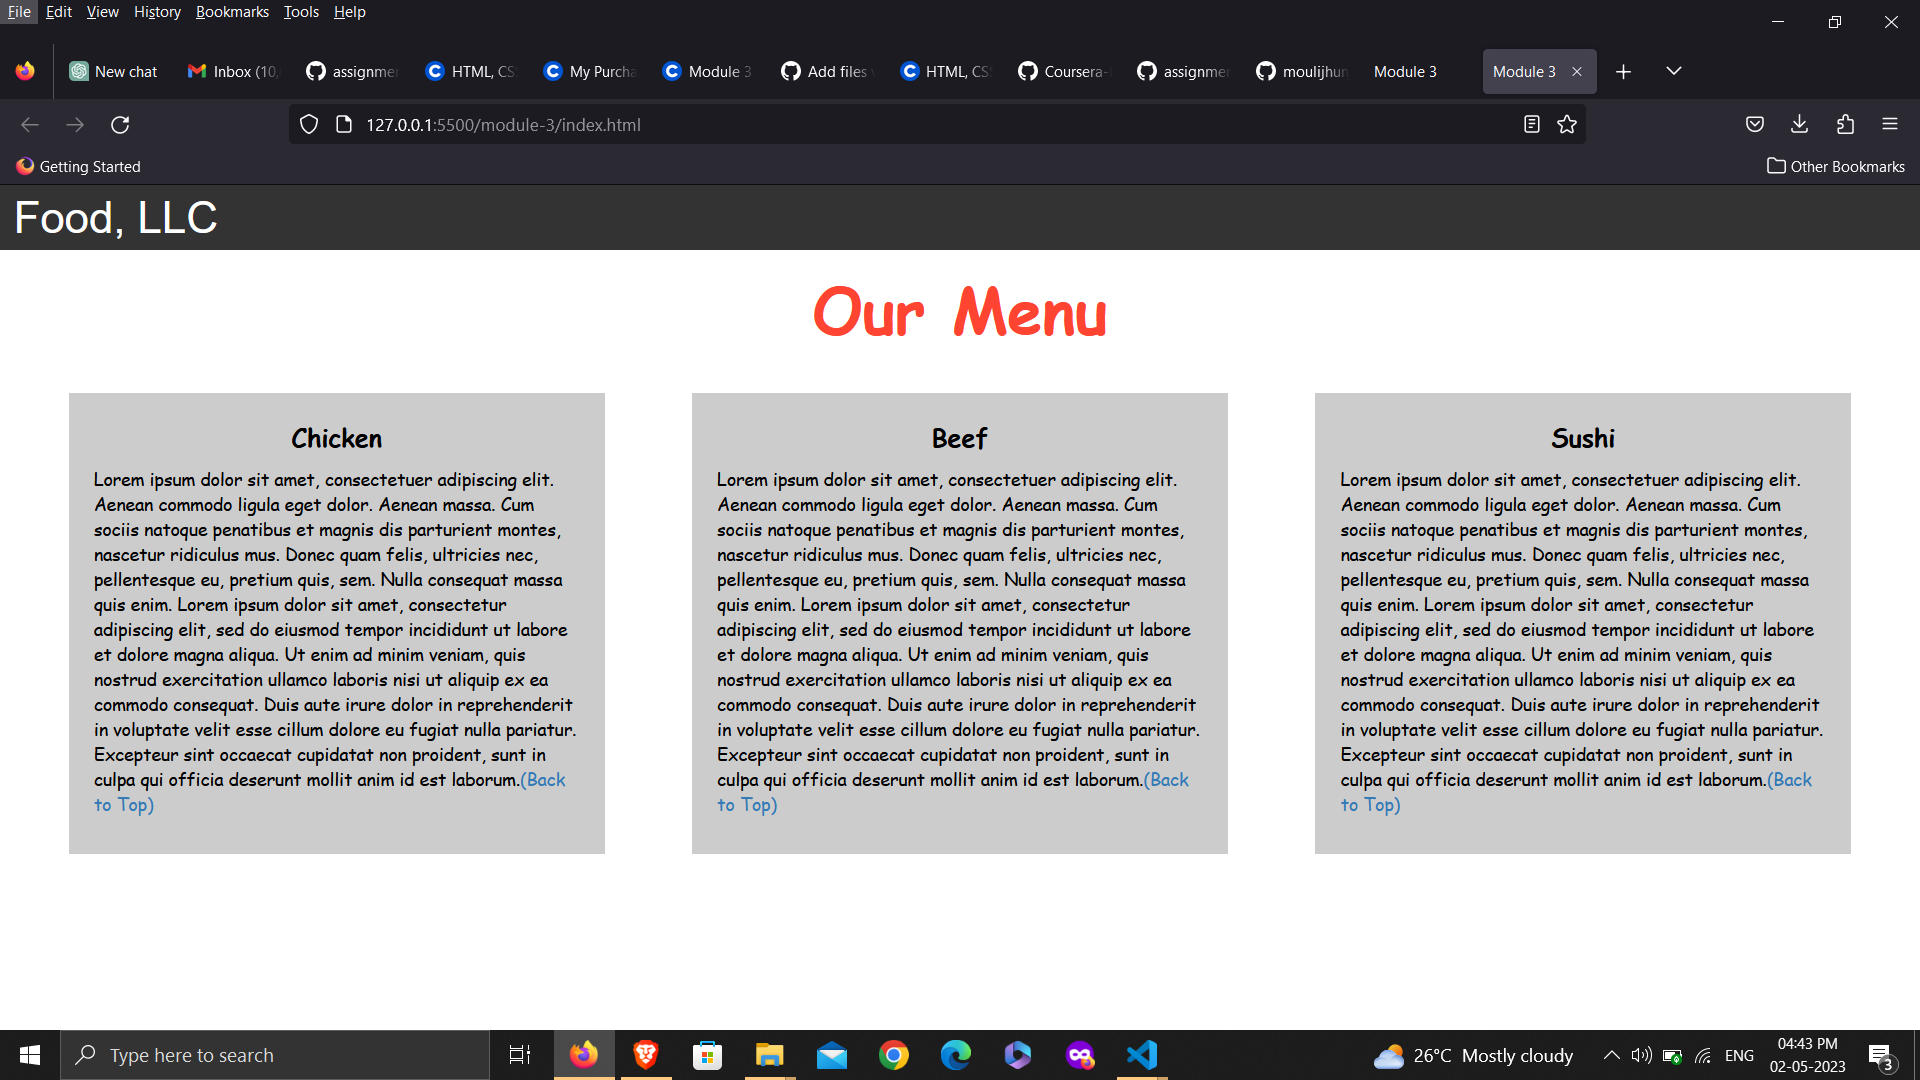 File Edit View History Bookmarks Tools Help
New chat Inbox (10, assignmen HTML, CS My Purcha Module 3 Add files HTML, CS Coursera- assignmen moulijhun Module 3 Module 3
127.0.0.1:5500/module-3/index.html
Getting Started Other Bookmarks
Food, LLC
Our Menu
Chicken
Lorem ipsum dolor sit amet, consectetuer adipiscing elit.
Aenean commodo ligula eget dolor. Aenean massa. Cum
sociis natoque penatibus et magnis dis parturient montes,
nascetur ridiculus mus. Donec quam felis, ultricies nec,
pellentesque eu, pretium quis, sem. Nulla consequat massa
quis enim. Lorem ipsum dolor sit amet, consectetur
adipiscing elit, sed do eiusmod tempor incididunt ut labore
et dolore magna aliqua. Ut enim ad minim veniam, quis
nostrud exercitation ullamco laboris nisi ut aliquip ex ea
commodo consequat. Duis aute irure dolor in reprehenderit
in voluptate velit esse cillum dolore eu fugiat nulla pariatur.
Excepteur sint occaecat cupidatat non proident, sunt in
culpa qui officia deserunt mollit anim id est laborum.(Back
to Top)
Beef
Lorem ipsum dolor sit amet, consectetuer adipiscing elit.
Aenean commodo ligula eget dolor. Aenean massa. Cum
sociis natoque penatibus et magnis dis parturient montes,
nascetur ridiculus mus. Donec quam felis, ultricies nec,
pellentesque eu, pretium quis, sem. Nulla consequat massa
quis enim. Lorem ipsum dolor sit amet, consectetur
adipiscing elit, sed do eiusmod tempor incididunt ut labore
et dolore magna aliqua. Ut enim ad minim veniam, quis
nostrud exercitation ullamco laboris nisi ut aliquip ex ea
commodo consequat. Duis aute irure dolor in reprehenderit
in voluptate velit esse cillum dolore eu fugiat nulla pariatur.
Excepteur sint occaecat cupidatat non proident, sunt in
culpa qui officia deserunt mollit anim id est laborum.(Back
to Top)
Sushi
Lorem ipsum dolor sit amet, consectetuer adipiscing elit.
Aenean commodo ligula eget dolor. Aenean massa. Cum
sociis natoque penatibus et magnis dis parturient montes,
nascetur ridiculus mus. Donec quam felis, ultricies nec,
pellentesque eu, pretium quis, sem. Nulla consequat massa
quis enim. Lorem ipsum dolor sit amet, consectetur
adipiscing elit, sed do eiusmod tempor incididunt ut labore
et dolore magna aliqua. Ut enim ad minim veniam, quis
nostrud exercitation ullamco laboris nisi ut aliquip ex ea
commodo consequat. Duis aute irure dolor in reprehenderit
in voluptate velit esse cillum dolore eu fugiat nulla pariatur.
Excepteur sint occaecat cupidatat non proident, sunt in
culpa qui officia deserunt mollit anim id est laborum.(Back
to Top)
Type here to search 26°C Mostly cloudy ENG 04:43 PM
02-05-2023 3